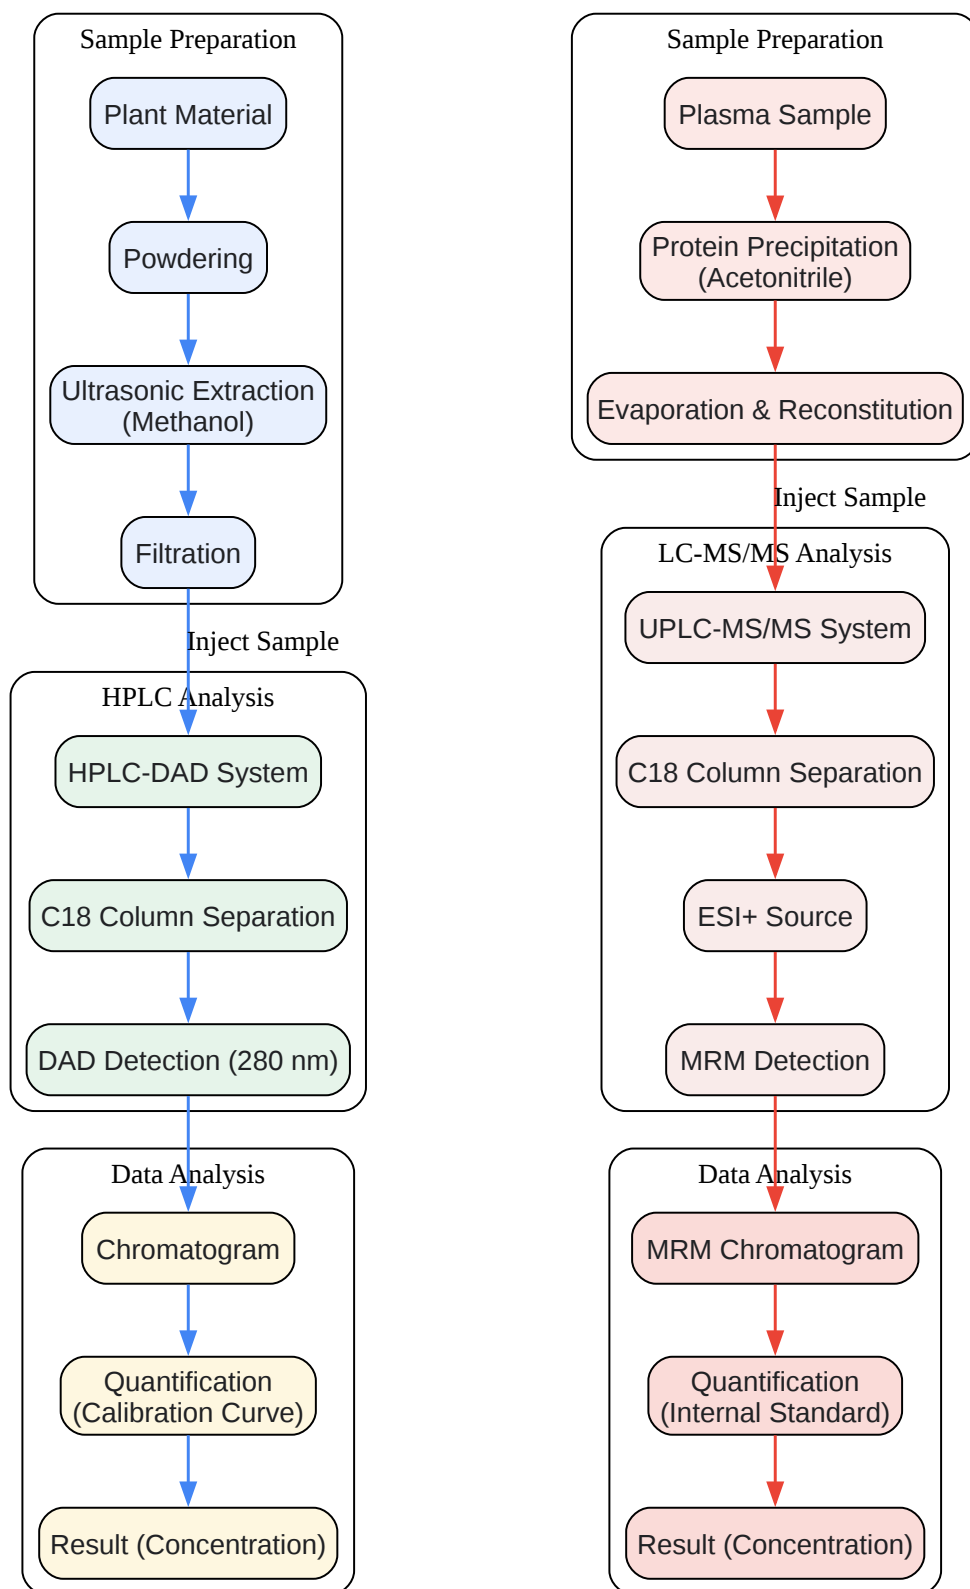 Sample Preparation
Plant Material
Powdering
Ultrasonic Extraction
(Methanol)
Filtration
Inject Sample
HPLC Analysis
HPLC-DAD System
C18 Column Separation
DAD Detection (280 nm)
Data Analysis
Chromatogram
Quantification
(Calibration Curve)
Result (Concentration)
Sample Preparation
Plasma Sample
Protein Precipitation
(Acetonitrile)
Evaporation & Reconstitution
Inject Sample
LC-MS/MS Analysis
UPLC-MS/MS System
C18 Column Separation
ESI+ Source
MRM Detection
Data Analysis
MRM Chromatogram
Quantification
(Internal Standard)
Result (Concentration)